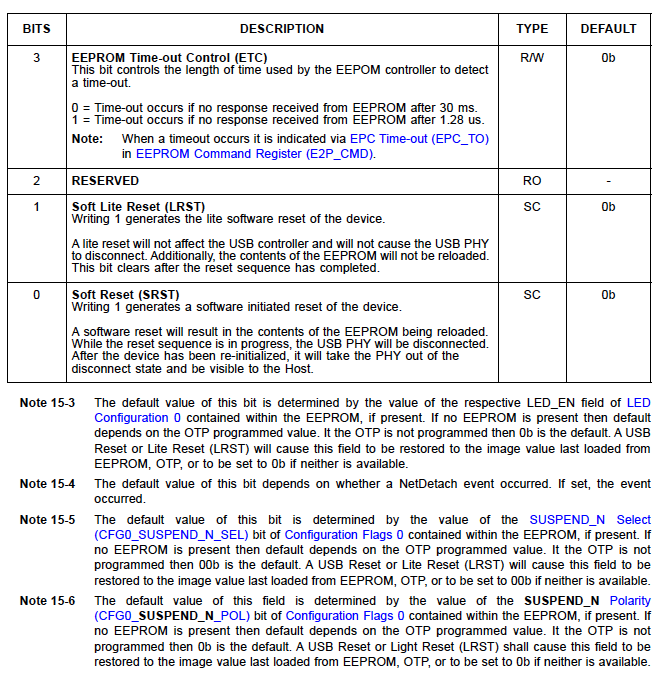 BITS DESCRIPTION TYPE DEFAULT
3 EEPROM Time-out Control (ETC) R/W 0b
This bit controls the length of time used by the EEPOM controller to detect
a time-out.
0 = Time-out occurs if no response received from EEPROM after 30 ms.
1 = Time-out occurs if no response received from EEPROM after 1.28 us.
Note: When a timeout occurs it is indicated via EPC Time-out (EPC_TO)
in EEPROM Command Register (E2P_CMD).
2 RESERVED RO -
1 Soft Lite Reset (LRST) SC 0b
Writing 1 generates the lite software reset of the device.
A lite reset will not affect the USB controller and will not cause the USB PHY
to disconnect. Additionally, the contents of the EEPROM will not be reloaded.
This bit clears after the reset sequence has completed.
0 Soft Reset (SRST) SC 0b
Writing 1 generates a software initiated reset of the device.
A software reset will result in the contents of the EEPROM being reloaded.
While the reset sequence is in progress, the USB PHY will be disconnected.
After the device has been re-initialized, it will take the PHY out of the
disconnect state and be visible to the Host.
Note 15-3 The default value of this bit is determined by the value of the respective LED_EN field of LED
Configuration 0 contained within the EEPROM, if present. If no EEPROM is present then default
depends on the OTP programmed value. It the OTP is not programmed then 0b is the default. A USB
Reset or Lite Reset (LRST) will cause this field to be restored to the image value last loaded from
EEPROM, OTP, or to be set to 0b if neither is available.
Note 15-4 The default value of this bit depends on whether a NetDetach event occurred. If set, the event
occurred.
Note 15-5 The default value of this bit is determined by the value of the SUSPEND_N Select
(CFG0_SUSPEND_N_SEL) bit of Configuration Flags 0 contained within the EEPROM, if present. If
no EEPROM is present then default depends on the OTP programmed value. It the OTP is not
programmed then 00b is the default. A USB Reset or Lite Reset (LRST) will cause this field to be
restored to the image value last loaded from EEPROM, OTP, or to be set to 00b if neither is available.
Note 15-6 The default value of this field is determined by the value of the SUSPEND_N Polarity
(CFG0_SUSPEND_N_POL) bit of Configuration Flags 0 contained within the EEPROM, if present. If
no EEPROM is present then default depends on the OTP programmed value. It the OTP is not
programmed then 0b is the default. A USB Reset or Light Reset (LRST) shall cause this field to be
restored to the image value last loaded from EEPROM, OTP, or to be set to 0b if neither is available.